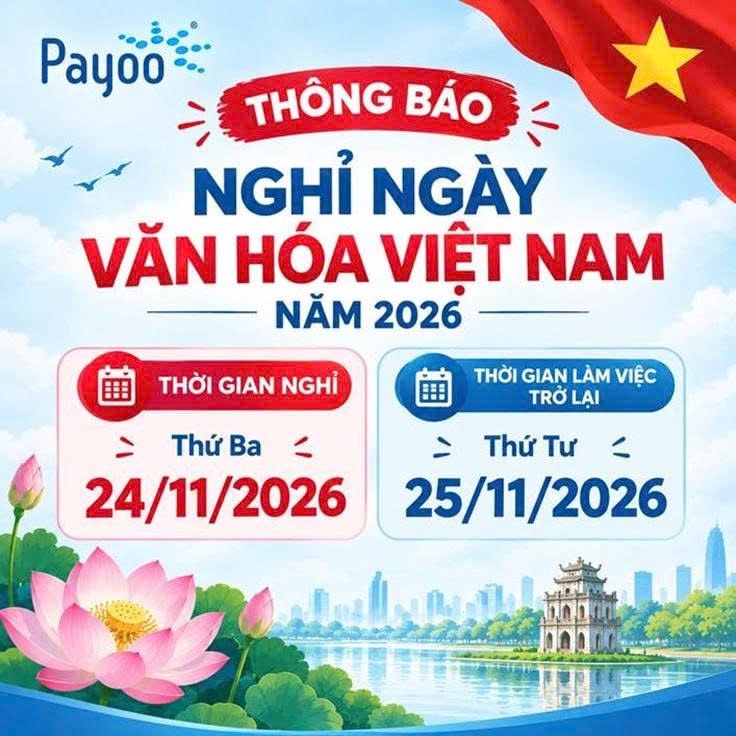 Payoo
THÔNG BÁO
NGHỈ NGÀY
VĂN HÓA VIỆT NAM
NĂM 2026
THỜI GIAN NGHỈ
Thứ Ba
24/11/2026
THỜI GIAN LÀM VIỆC
TRỞ LẠI
Thứ Tư
25/11/2026